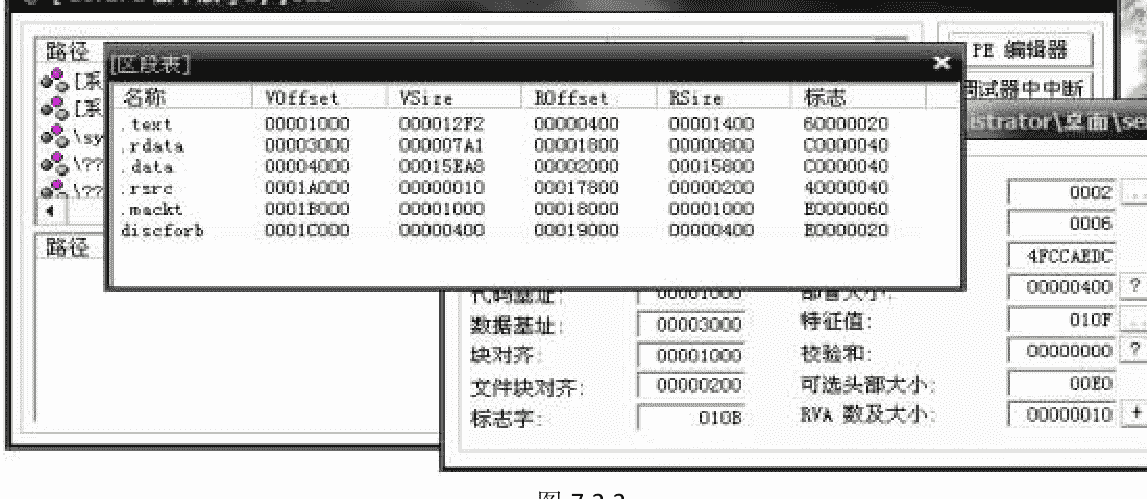 路径
[系
[系
\sy
\??
\??
路径
PE 编辑器
调试器中中断
[区段表]
名称 VOffset VSize ROffset RSize 标志
.text 00001000 000012F2 00000400 00001400 60000020
.rdata 00003000 000007A1 00001800 00000800 C0000040
.data 00004000 00015EA8 00002000 00015800 C0000040
.rsrc 0001A000 00000010 00017800 00000200 40000040
.mackt 0001B000 00001000 00018000 00001000 E0000060
discforb 0001C000 00000400 00019000 00000400 E0000020
istrator\桌面\se
0002
0006
4FCCAEDC
代码基址: 00001000 部首大小: 00000400 ?
数据基址: 00003000 特征值: 010F
块对齐: 00001000 校验和: 00000000 ?
文件块对齐: 00000200 可选头部大小: 00E0
标志字: 010B RVA 数及大小: 00000010 +